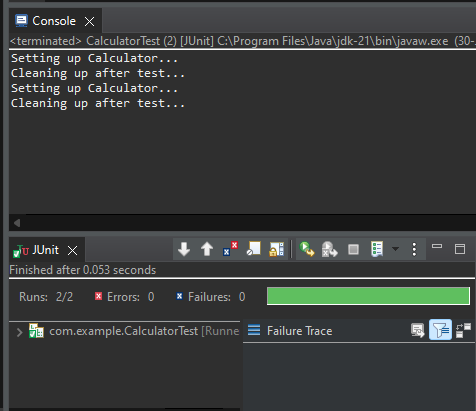 Console
<terminated> CalculatorTest (2) [JUnit] C:\Program Files\Java\jdk-21\bin\javaw.exe (30-
Setting up Calculator...
Cleaning up after test...
Setting up Calculator...
Cleaning up after test...
JUnit
Finished after 0.053 seconds
Runs: 2/2 Errors: 0 Failures: 0
com.example.CalculatorTest [Runne Failure Trace